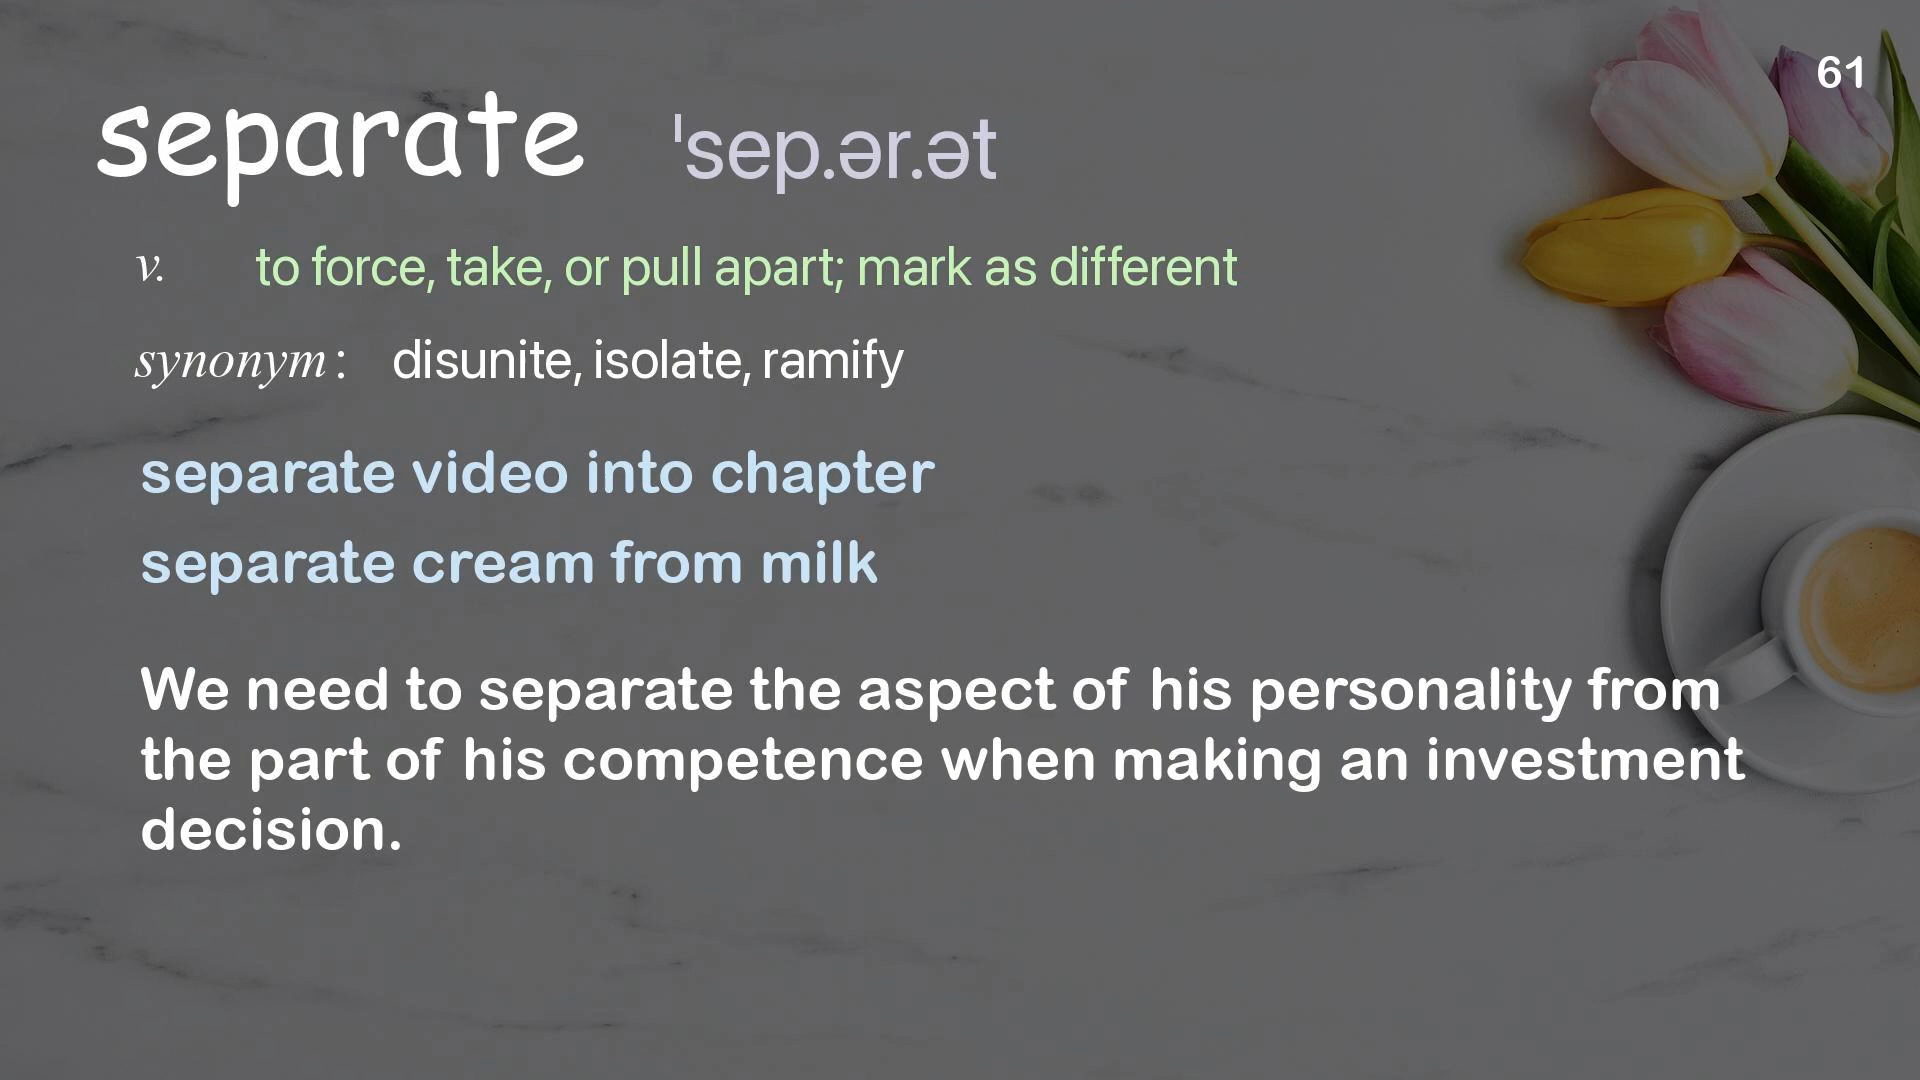 61
separate ˈsep.ər.ət
v. to force, take, or pull apart; mark as different
synonym: disunite, isolate, ramify
separate video into chapter
separate cream from milk
We need to separate the aspect of his personality from
the part of his competence when making an investment
decision.